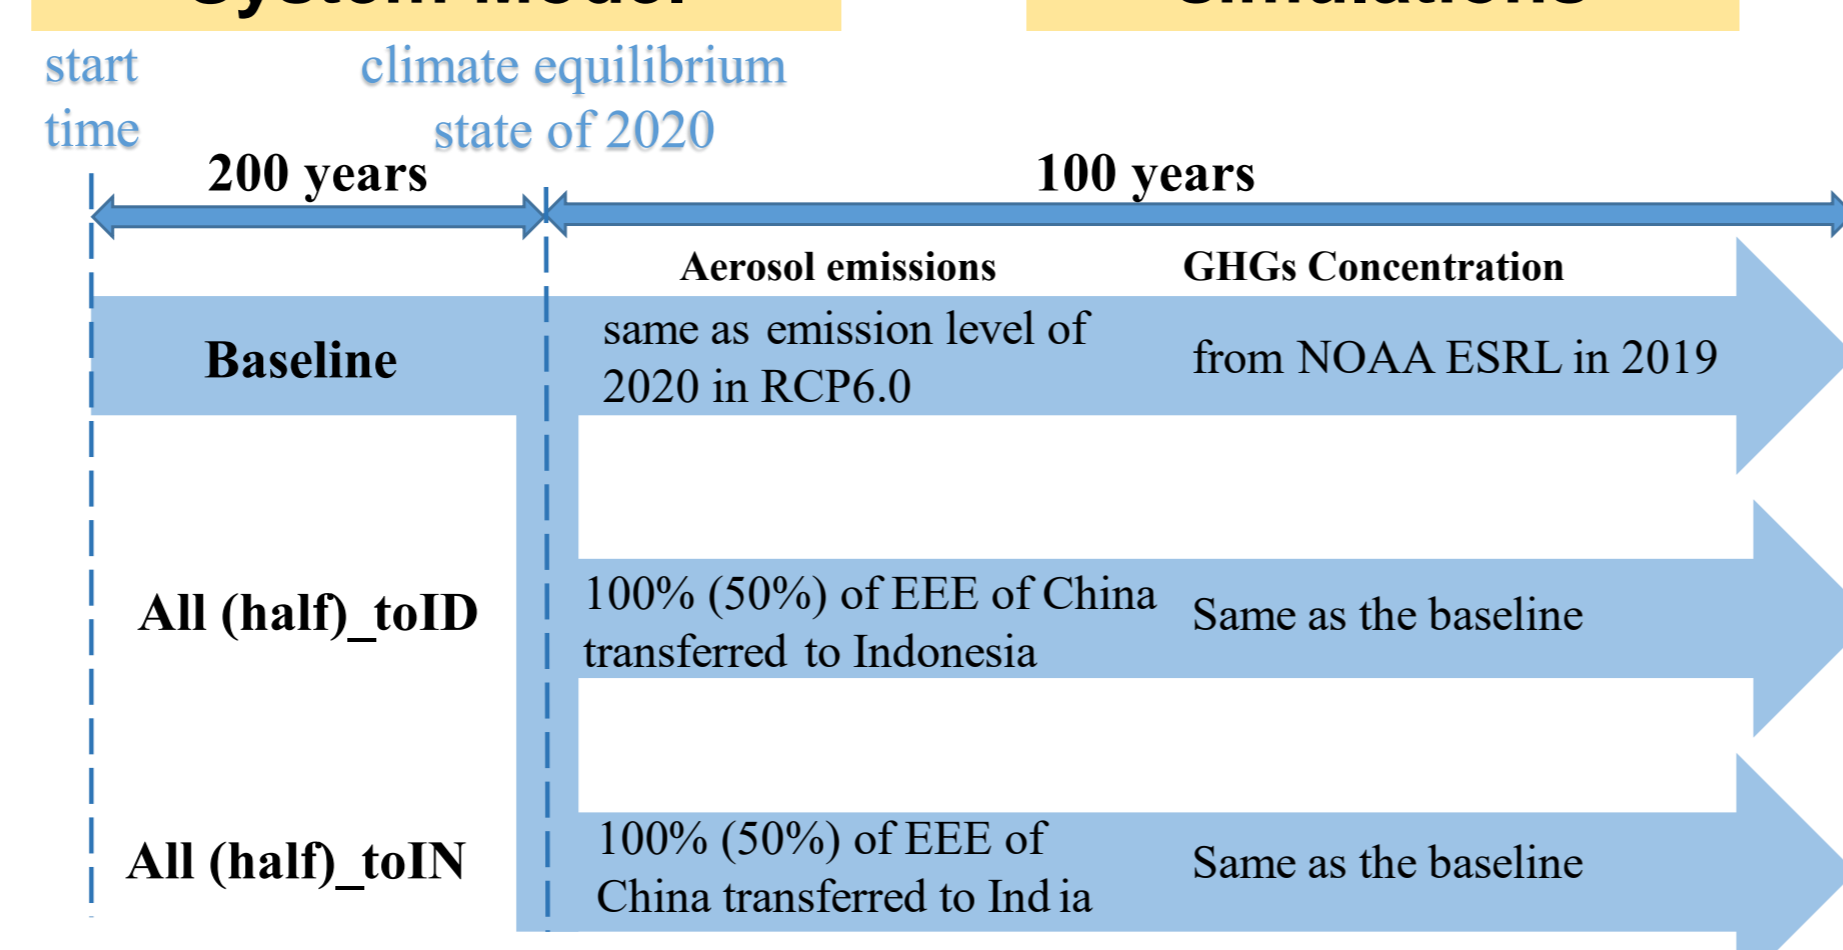 System Model
simulations
start
time
climate equilibrium
state of 2020
200 years
100 years
Aerosol emissions
GHGs Concentration
Baseline
same as emission level of
2020 in RCP6.0
from NOAA ESRL in 2019
All (half)_toID
100% (50%) of EEE of China
transferred to Indonesia
Same as the baseline
All (half)_toIN
100% (50%) of EEE of
China transferred to Ind ia
Same as the baseline